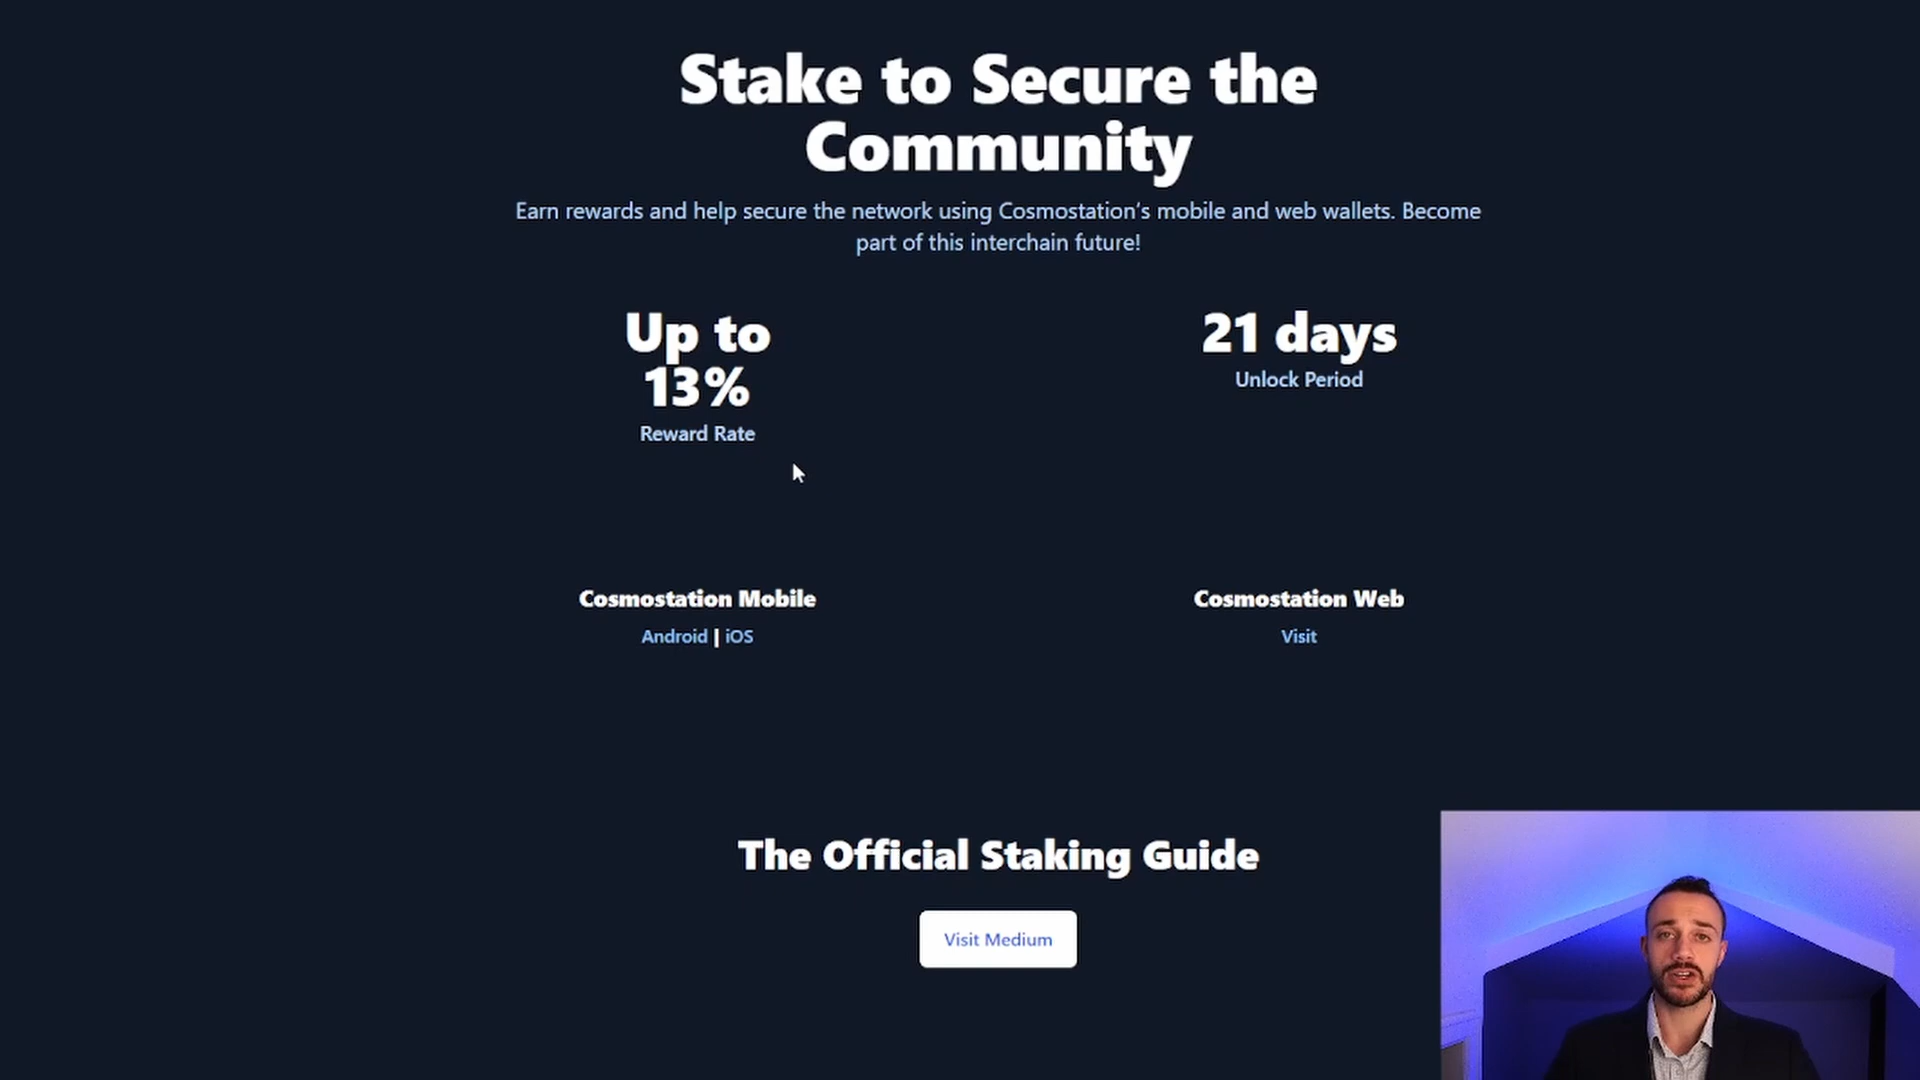 Stake to Secure the
Community
Earn rewards and help secure the network using Cosmostation's mobile and web wallets. Become
part of this interchain future!
Up to
13%
Reward Rate
21 days
Unlock Period
Cosmostation Mobile
Android | iOS
Cosmostation Web
Visit
The Official Staking Guide
Visit Medium